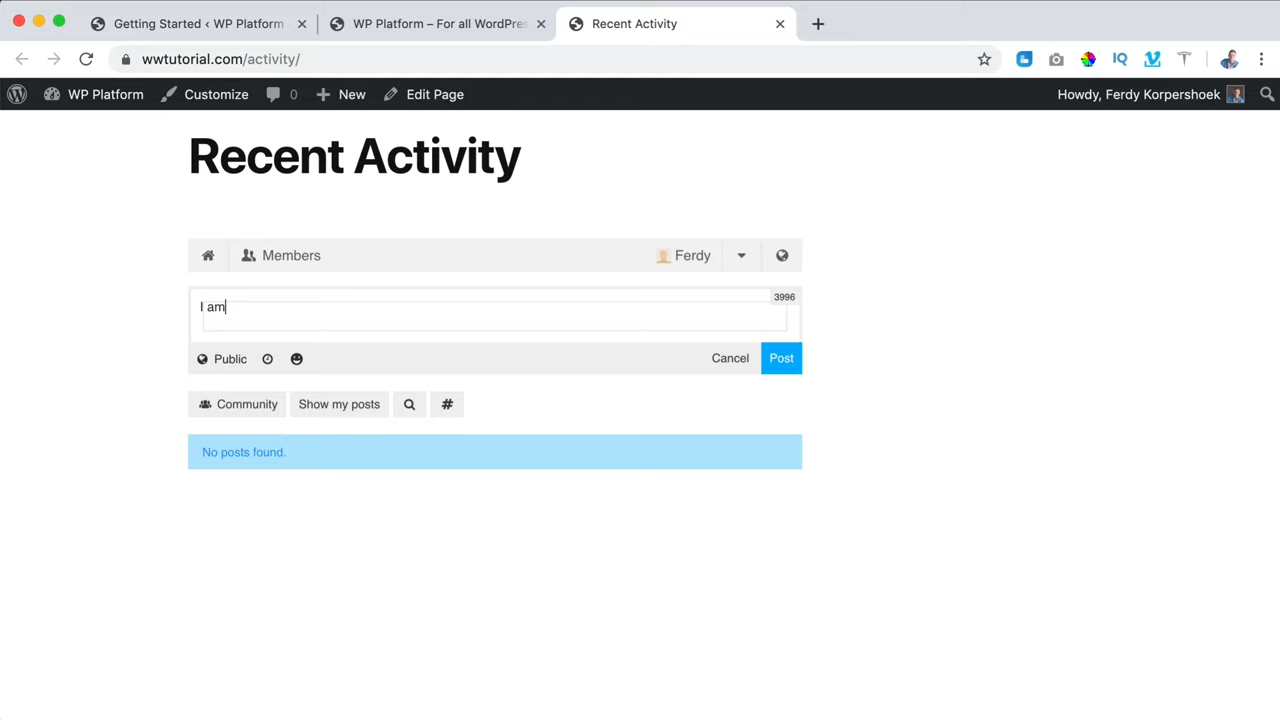 Getting Started ‹ WP Platform
WP Platform – For all WordPres
Recent Activity
wwtutorial.com/activity/
IQ
WP Platform Customize 0 New Edit Page Howdy, Ferdy Korpershoek
Recent Activity
Members Ferdy
3996
I am
Public Cancel Post
Community Show my posts #
No posts found.